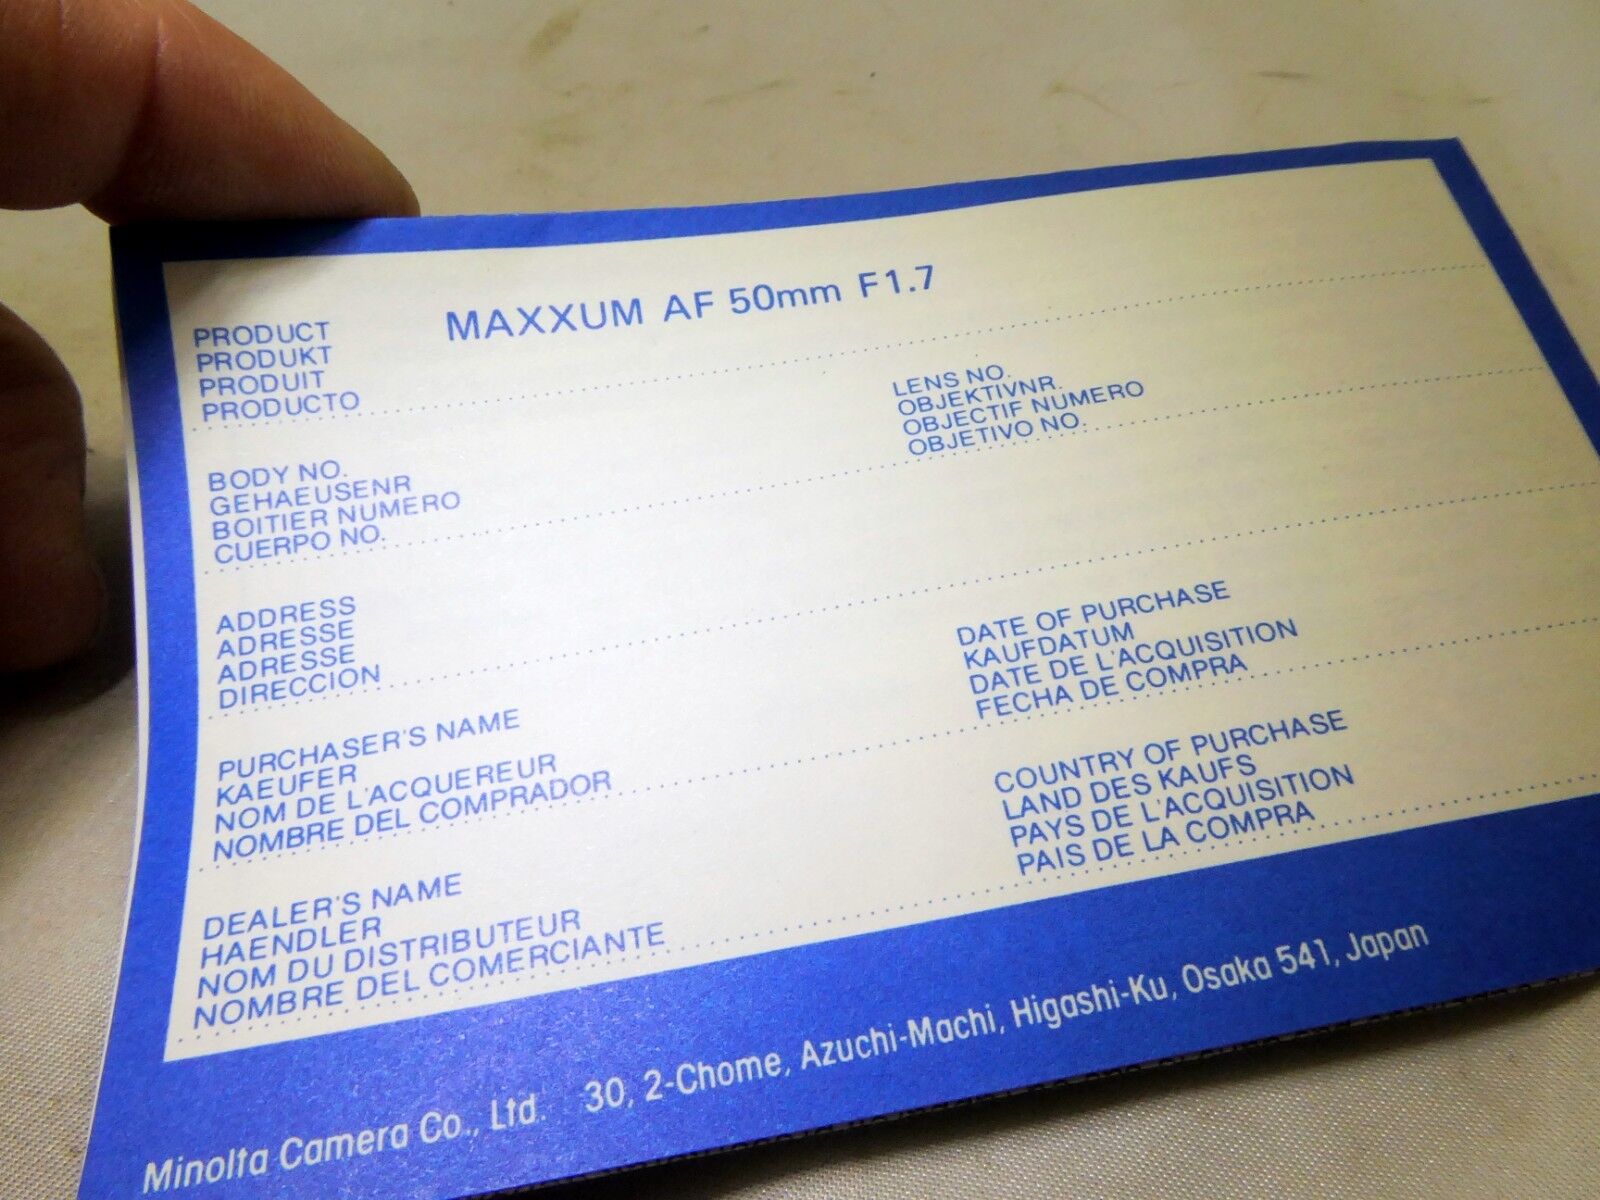 PRODUCT MAXXUM AF 50mm F1.7
PRODUKT
PRODUIT
PRODUCTO
BODY NO.
GEHAEUSENR
BOITIER NUMERO
CUERPO NO.
LENS NO.
OBJEKTIVNR.
OBJECTIF NUMERO
OBJETIVO NO.
ADDRESS
ADRESSE
ADRESSE
DIRECCION
PURCHASER'S NAME
KAEUFER
NOM DE L'ACQUEREUR
NOMBRE DEL COMPRADOR
DATE OF PURCHASE
KAUFDATUM
DATE DE L'ACQUISITION
FECHA DE COMPRA
DEALER'S NAME
HAENDLER
NOM DU DISTRIBUTEUR
NOMBRE DEL COMERCIANTE
COUNTRY OF PURCHASE
LAND DES KAUFS
PAYS DE L'ACQUISITION
PAIS DE LA COMPRA
Minolta Camera Co., Ltd. 30, 2-Chome, Azuchi-Machi, Higashi-Ku, Osaka 541, Japan